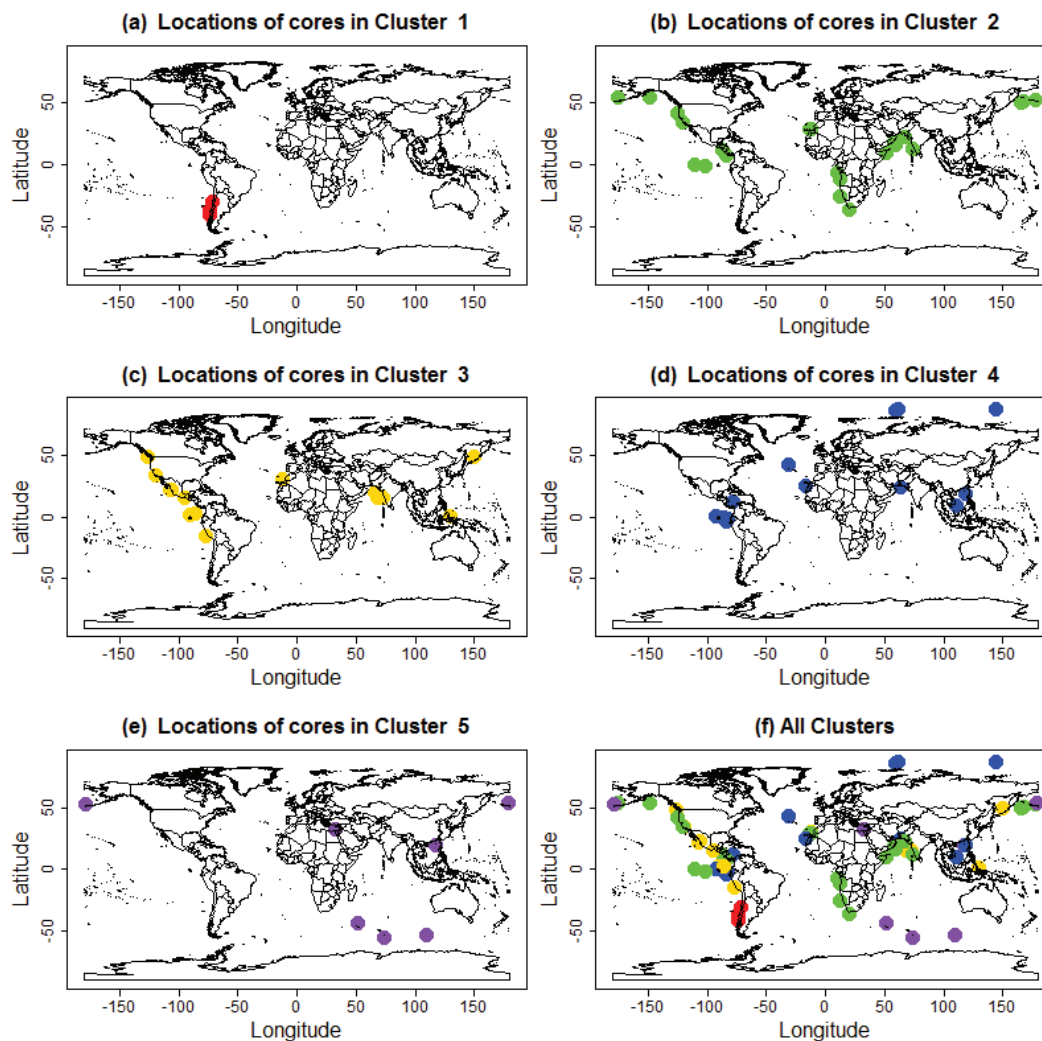 (a) Locations of cores in Cluster 1
(b) Locations of cores in Cluster 2
50
0
-50
Latitude
-150 -100 -50 0 50 100 150
Longitude
50
0
-50
Latitude
-150 -100 -50 0 50 100 150
Longitude
(c) Locations of cores in Cluster 3
(d) Locations of cores in Cluster 4
50
0
-50
Latitude
-150 -100 -50 0 50 100 150
Longitude
50
0
-50
Latitude
-150 -100 -50 0 50 100 150
Longitude
(e) Locations of cores in Cluster 5
(f) All Clusters
50
0
-50
Latitude
-150 -100 -50 0 50 100 150
Longitude
50
0
-50
Latitude
-150 -100 -50 0 50 100 150
Longitude